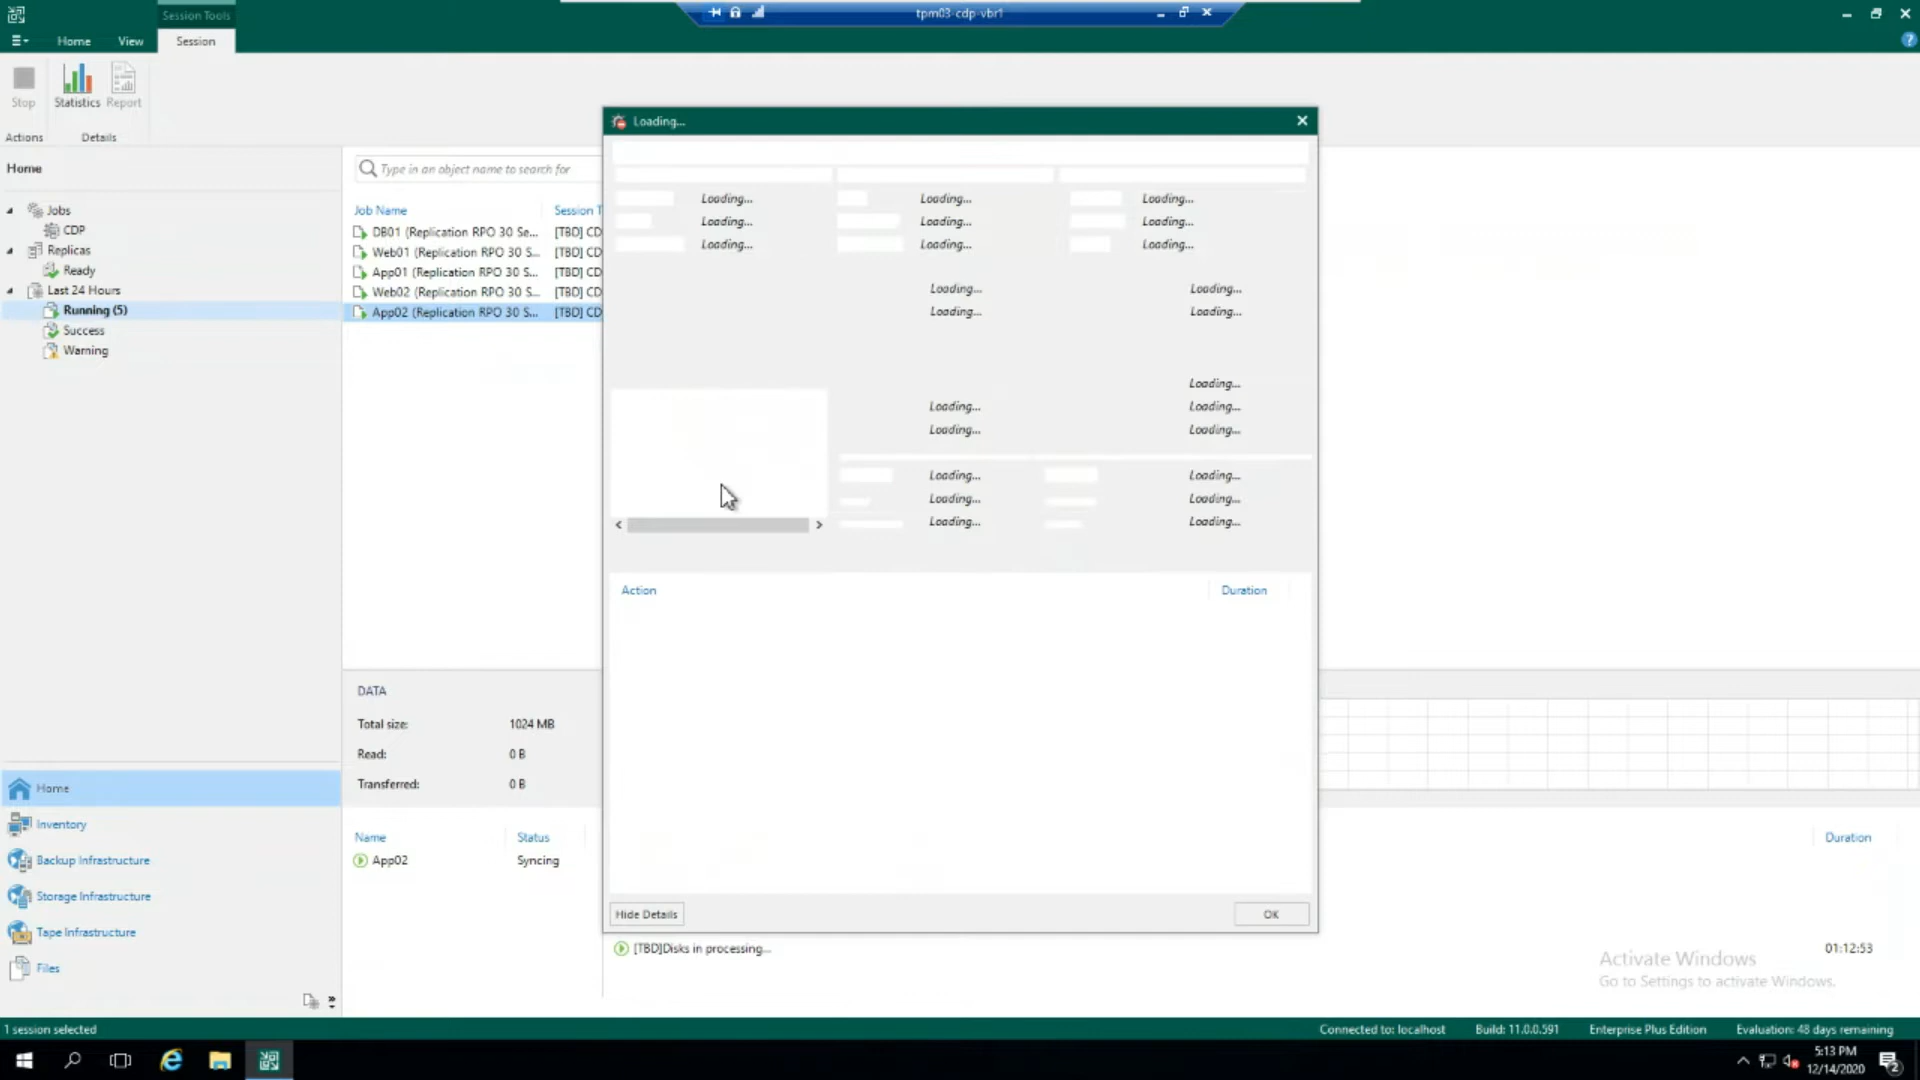 Session Tools
tpm03-cdp-vbr1
Home View Session
Stop Statistics Report
Actions Details
Home
Jobs
CDP
Replicas
Ready
Last 24 Hours
Running (5)
Success
Warning
Home
Inventory
Backup Infrastructure
Storage Infrastructure
Tape Infrastructure
Files
Type in an object name to search for
Job Name Session T
DB01 (Replication RPO 30 Se... [TBD] CD
Web01 (Replication RPO 30 S... [TBD] CD
App01 (Replication RPO 30 S... [TBD] CD
Web02 (Replication RPO 30 S... [TBD] CD
App02 (Replication RPO 30 S... [TBD] CD
DATA
Total size: 1024 MB
Read: 0 B
Transferred: 0 B
Name Status
App02 Syncing
Loading...
Loading... Loading... Loading...
Loading... Loading... Loading...
Loading... Loading... Loading...
Loading... Loading...
Loading... Loading...
Loading...
Loading... Loading...
Loading... Loading...
Loading... Loading...
Loading... Loading...
Loading... Loading...
Action Duration
Hide Details OK
Duration
[TBD]Disks in processing... 01:12:53
Activate Windows
Go to Settings to activate Windows.
1 session selected Connected to: localhost Build: 11.0.0.591 Enterprise Plus Edition Evaluation: 48 days remaining
5:13 PM
12/14/2020
2